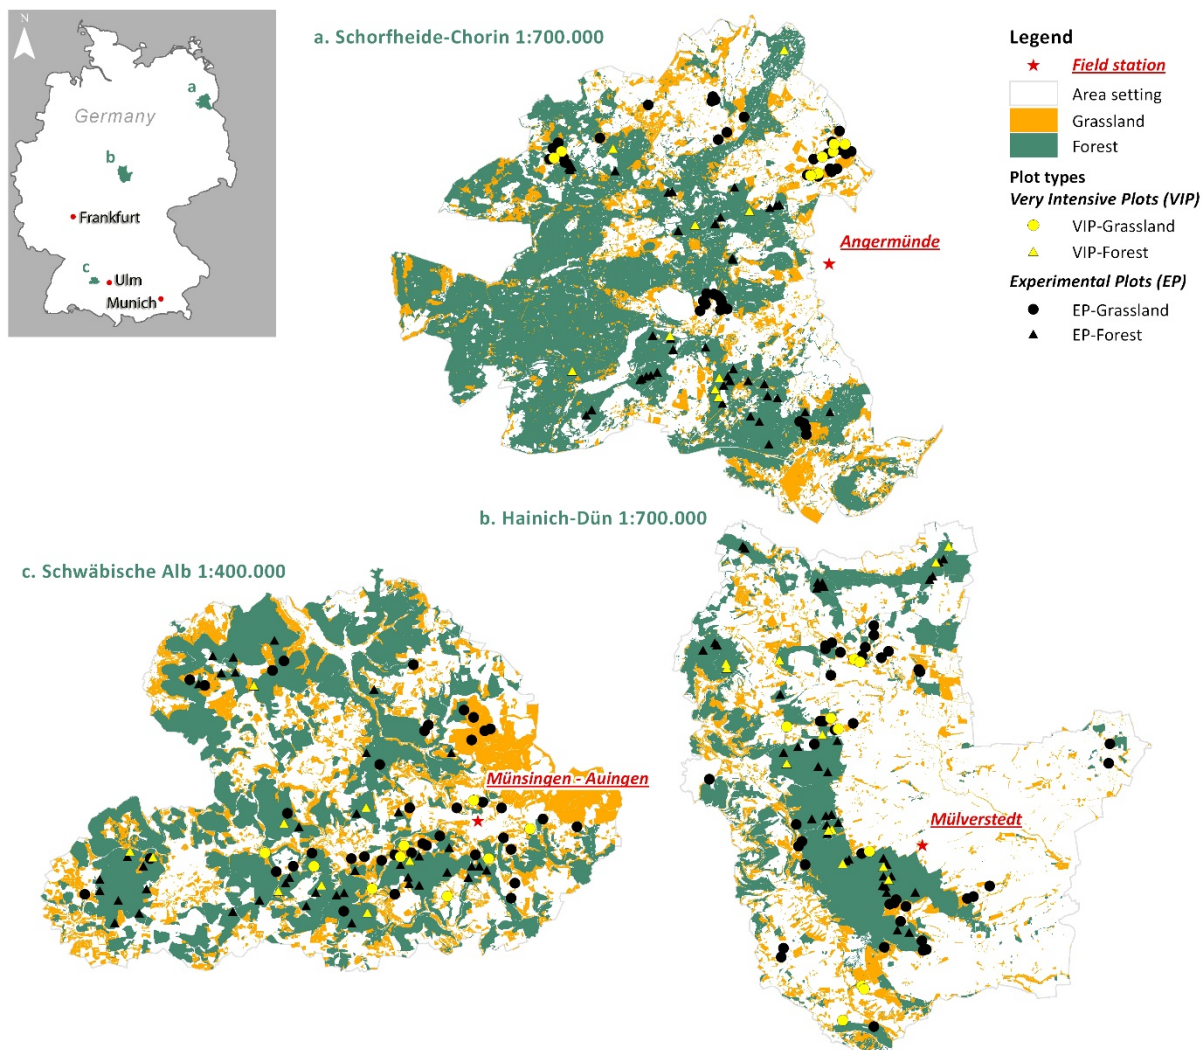 N
Germany
a
b
c
Frankfurt
Ulm
Munich
a. Schorfheide-Chorin 1:700.000
Angermünde
Legend
Field station
Area setting
Grassland
Forest
Plot types
Very Intensive Plots (VIP)
VIP-Grassland
VIP-Forest
Experimental Plots (EP)
EP-Grassland
EP-Forest
b. Hainich-Dün 1:700.000
Mülverstedt
c. Schwäbische Alb 1:400.000
Münsingen - Auingen